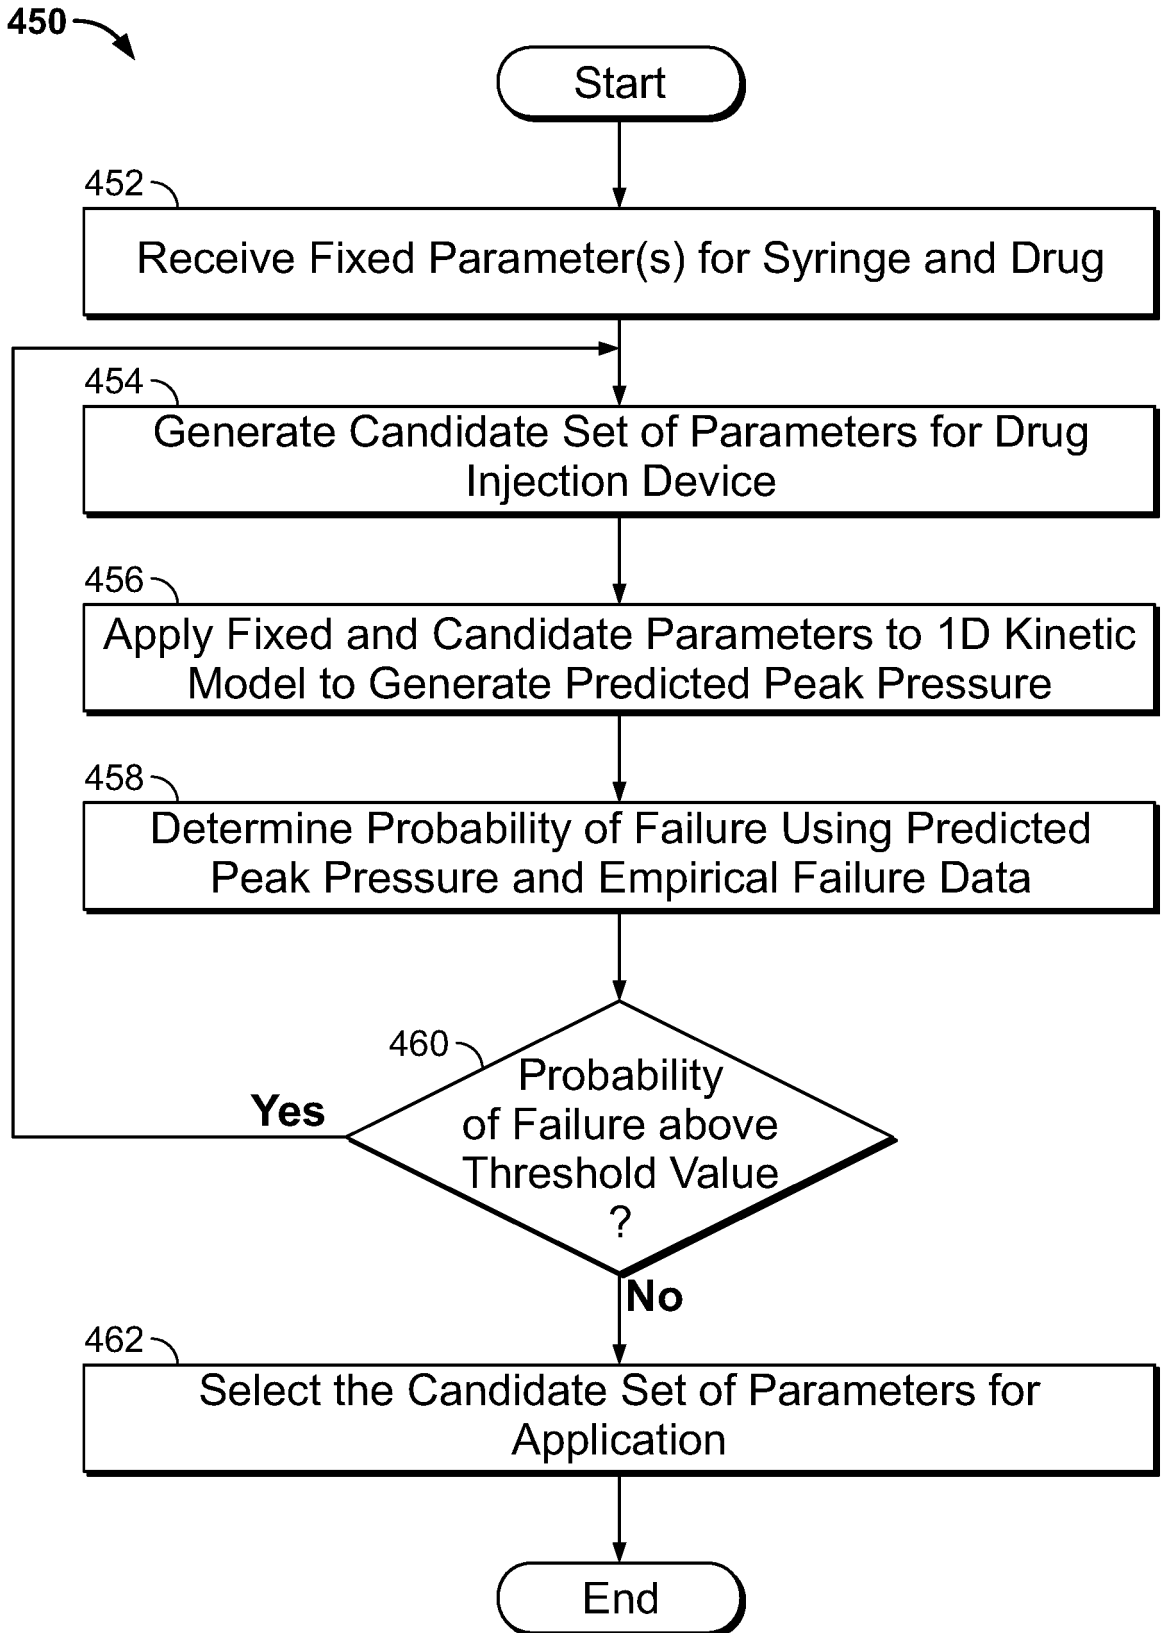 450
Start
452
Receive Fixed Parameter(s) for Syringe and Drug
454
Generate Candidate Set of Parameters for Drug
Injection Device
456
Apply Fixed and Candidate Parameters to 1D Kinetic
Model to Generate Predicted Peak Pressure
458
Determine Probability of Failure Using Predicted
Peak Pressure and Empirical Failure Data
460
Probability
of Failure above
Threshold Value
?
Yes
No
462
Select the Candidate Set of Parameters for
Application
End